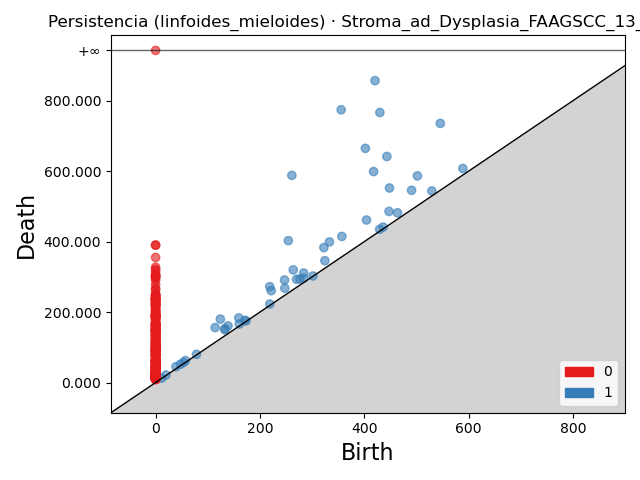 Persistencia (linfoides_mieloides) · Stroma_ad_Dysplasia_FAAGSCC_13_
+∞
800.000
600.000
400.000
200.000
0.000
Death
0
1
0 200 400 600 800
Birth